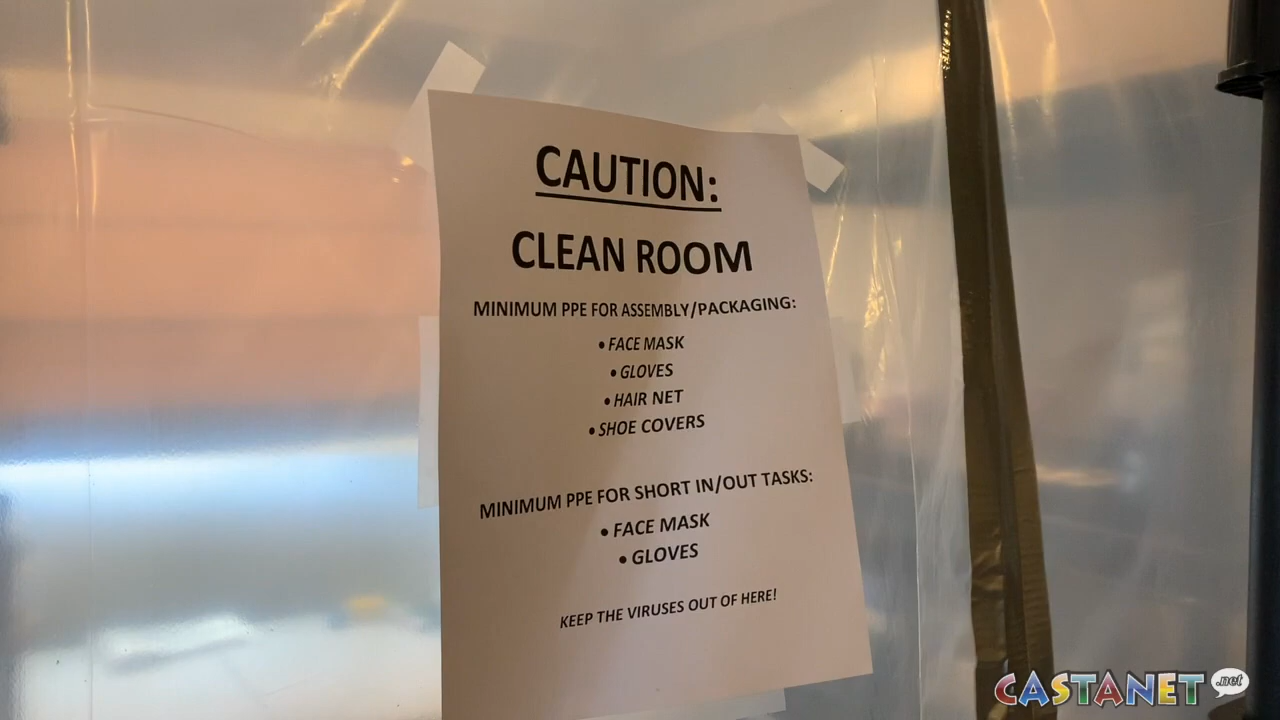 CAUTION:
CLEAN ROOM
MINIMUM PPE FOR ASSEMBLY/PACKAGING:
• FACE MASK
• GLOVES
• HAIR NET
• SHOE COVERS
MINIMUM PPE FOR SHORT IN/OUT TASKS:
• FACE MASK
• GLOVES
KEEP THE VIRUSES OUT OF HERE!
CASTANET .net